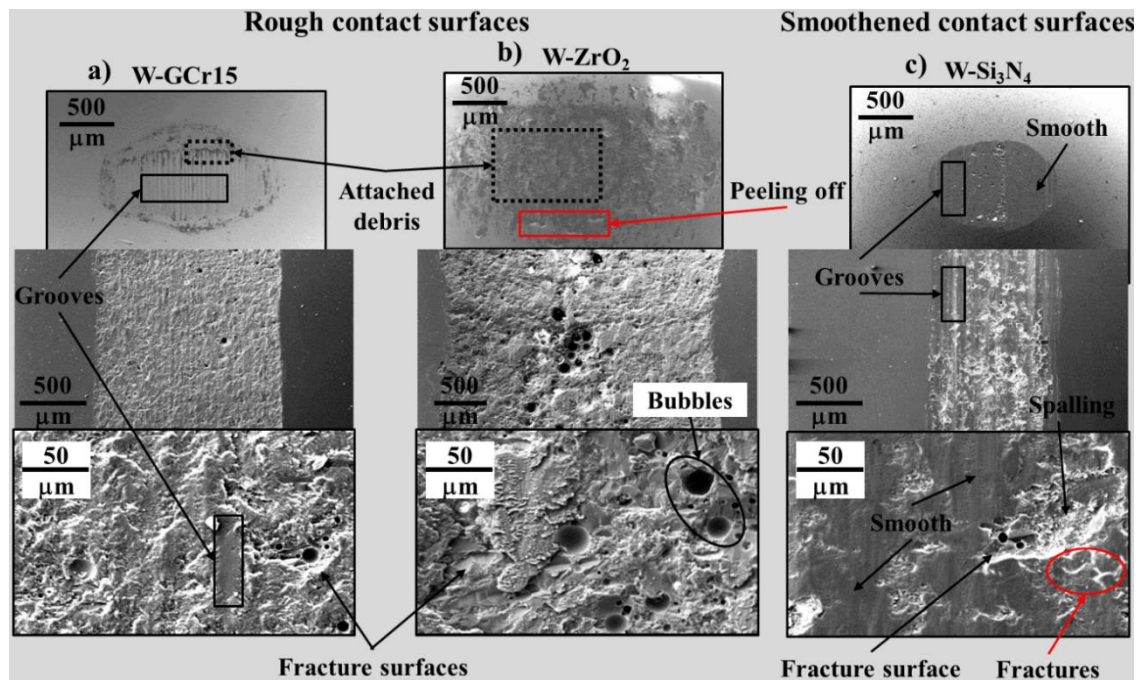 Rough contact surfaces
Smoothened contact surfaces
a) W-GCr15
b) W-ZrO₂
c) W-Si₃N₄
500
μm
500
μm
500
μm
Smooth
Attached
debris
Peeling off
Grooves
Grooves
500
μm
500
μm
500
μm
Bubbles
Spalling
50
μm
50
μm
50
μm
Smooth
Fracture surfaces
Fracture surface
Fractures